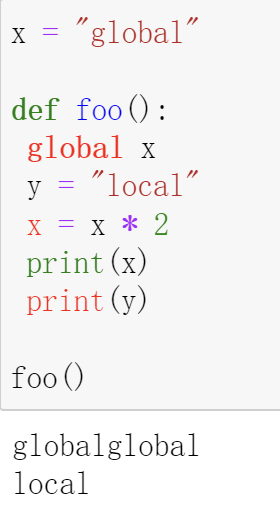 x = "global"
def foo():
global x
y = "local"
x = x * 2
print(x)
print(y)
foo()
globalglobal
local